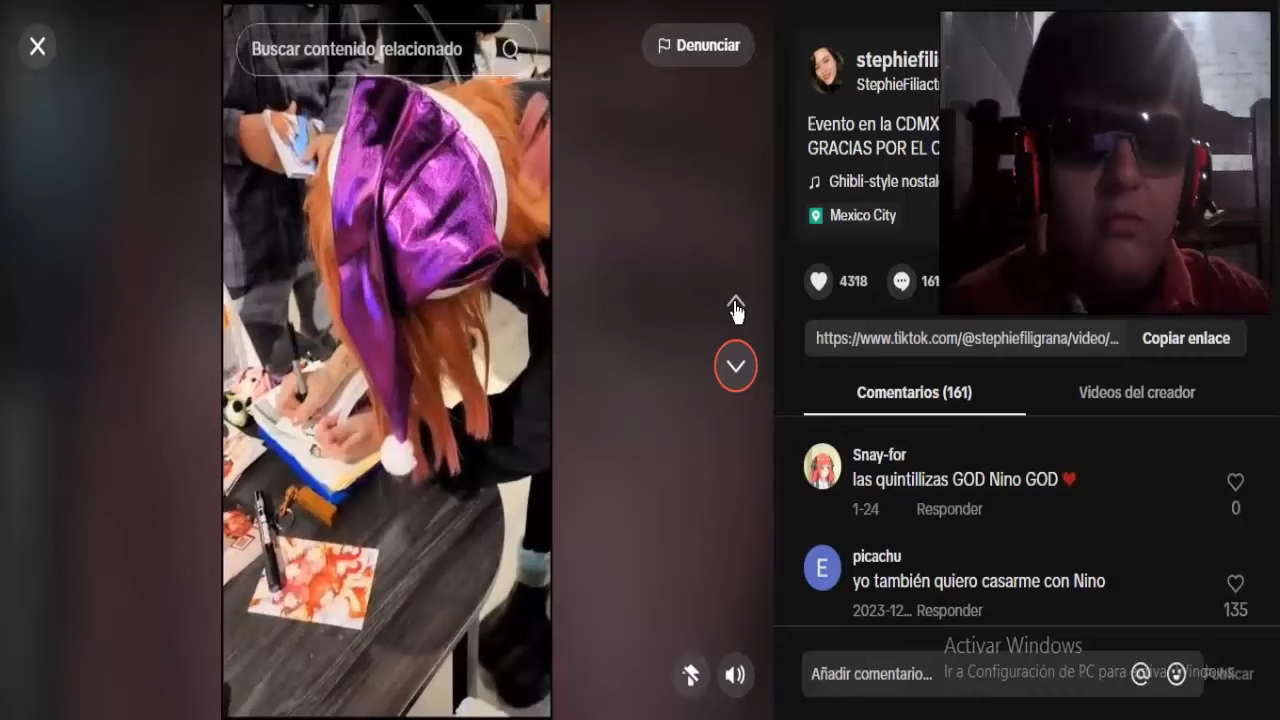 Buscar contenido relacionado
Denunciar
stephiefili
StephieFiliact
Evento en la CDMX
GRACIAS POR EL
Ghibli-style nostal
Mexico City
4318
161
https://www.tiktok.com/@stephiefiligrana/video/...
Copiar enlace
Comentarios (161)
Videos del creador
Snay-for
las quintillizas GOD Nino GOD ♥
1-24
Responder
0
E
picachu
yo también quiero casarme con Nino
2023-12...
Responder
135
Activar Windows
Ir a Configuración de PC para activar Windows.
Añadir comentario...
Publicar